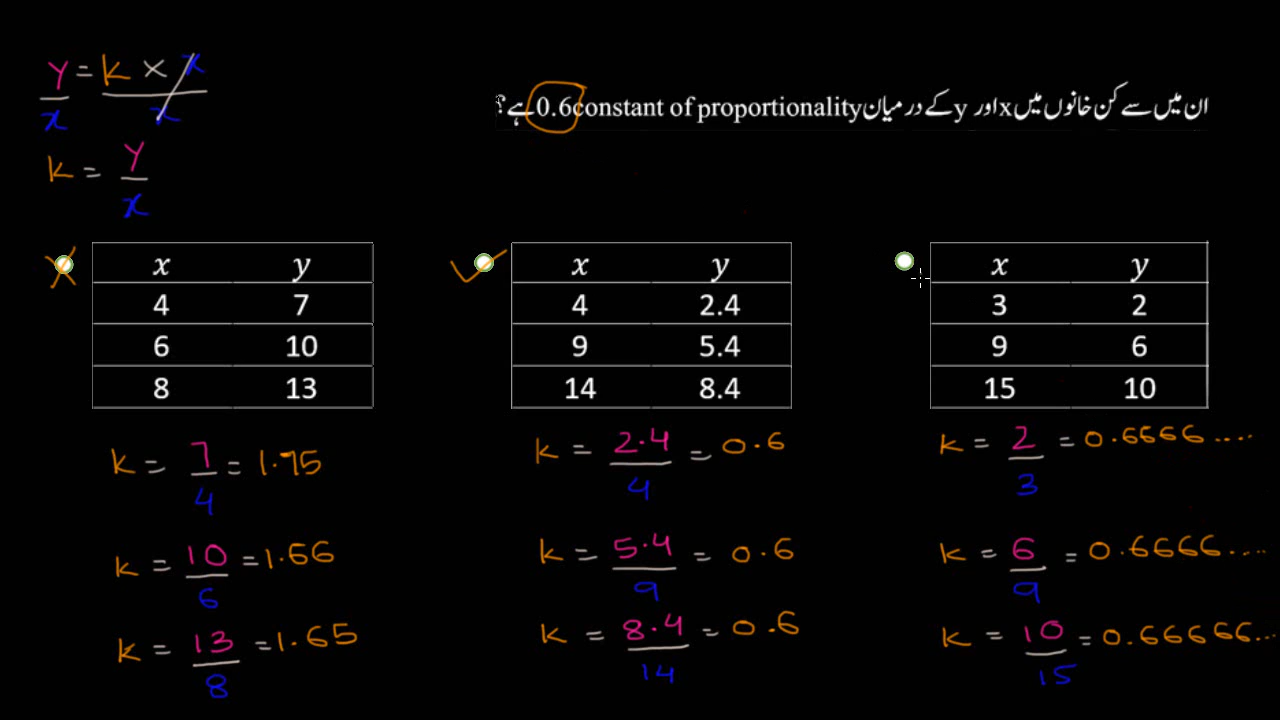 y = k × x
x x
k = y
x
ان میں سے کن خانوں میں x اور y کے درمیان constant of proportionality 0.6 ہے؟
x y
4 7
6 10
8 13
x y
4 2.4
9 5.4
14 8.4
x y
3 2
9 6
15 10
k = 7/4 = 1.75
k = 10/6 = 1.66
k = 13/8 = 1.65
k = 2.4/4 = 0.6
k = 5.4/9 = 0.6
k = 8.4/14 = 0.6
k = 2/3 = 0.6666....
k = 6/9 = 0.6666....
k = 10/15 = 0.66666...